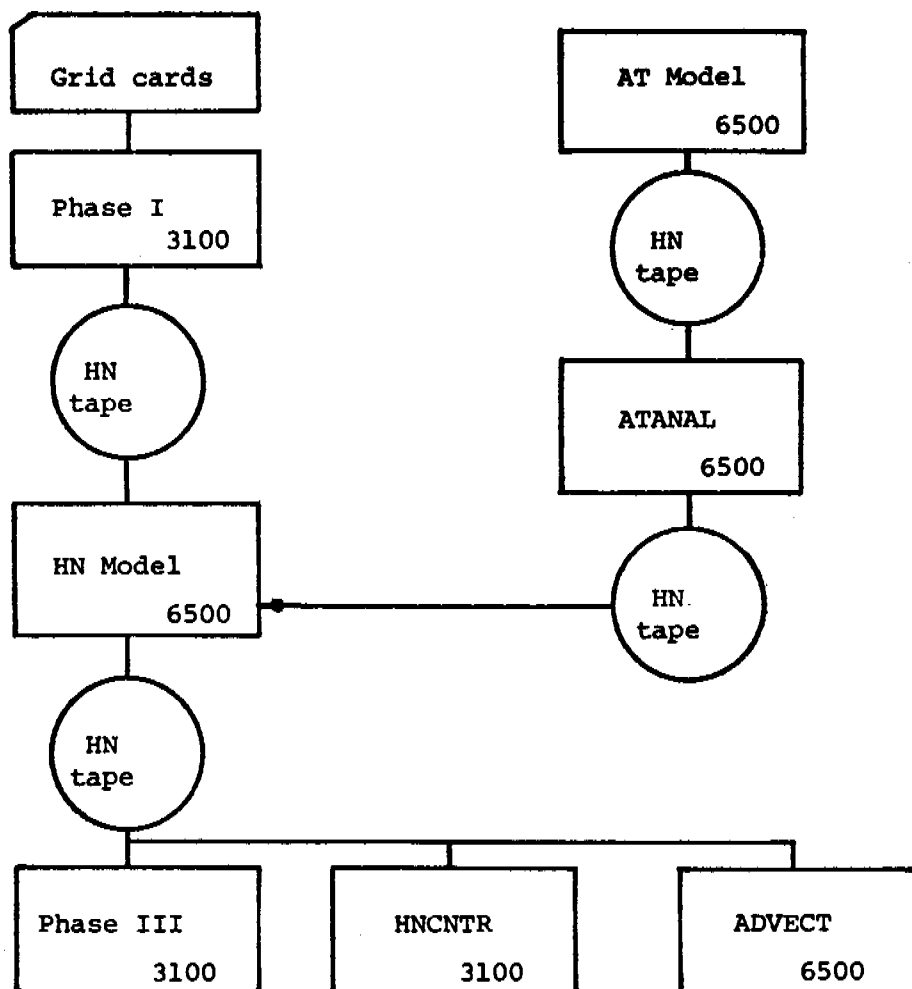 Grid cards
Phase I
3100
HN
tape
HN Model
6500
HN
tape
AT Model
6500
HN
tape
ATANAL
6500
HN
tape
Phase III
3100
HNCNTR
3100
ADVECT
6500